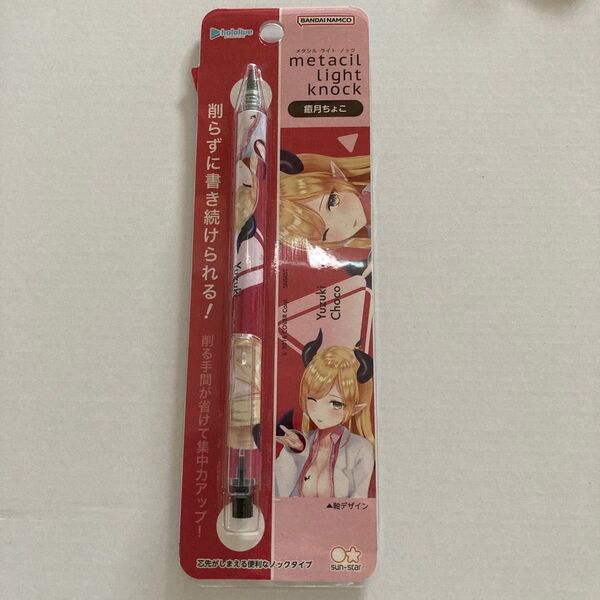 hololive
BANDAI NAMCO
メタシル ライト ノック
metacil
light
knock
癒月ちょこ
削らずに書き続けられる！
削る手間が省けて集中力アップ！
Yuzuki
Choco
▲軸デザイン
芯先がしまえる便利なノックタイプ
sun-star